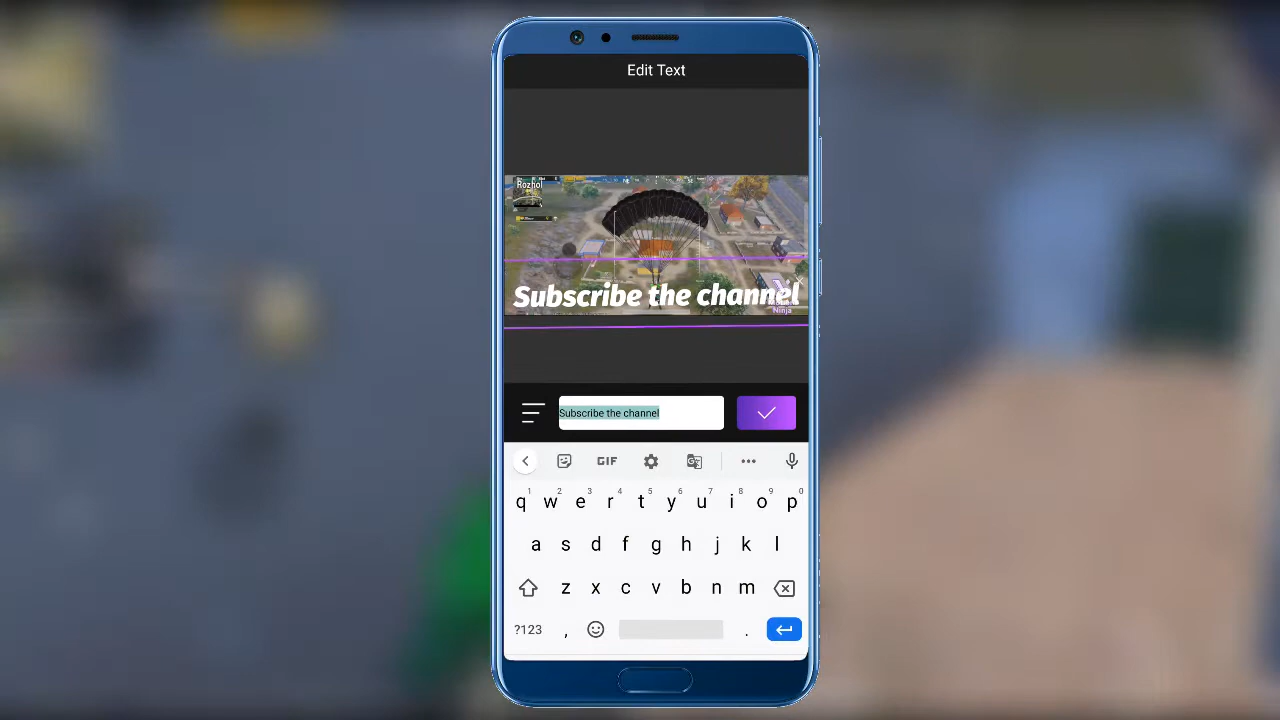 Edit Text
Rozhol
Subscribe the channel
Ninja
Subscribe the channel
GIF
1 2 3 4 5 6 7 8 9 0
q w e r t y u i o p
a s d f g h j k l
z x c v b n m
?123 , .